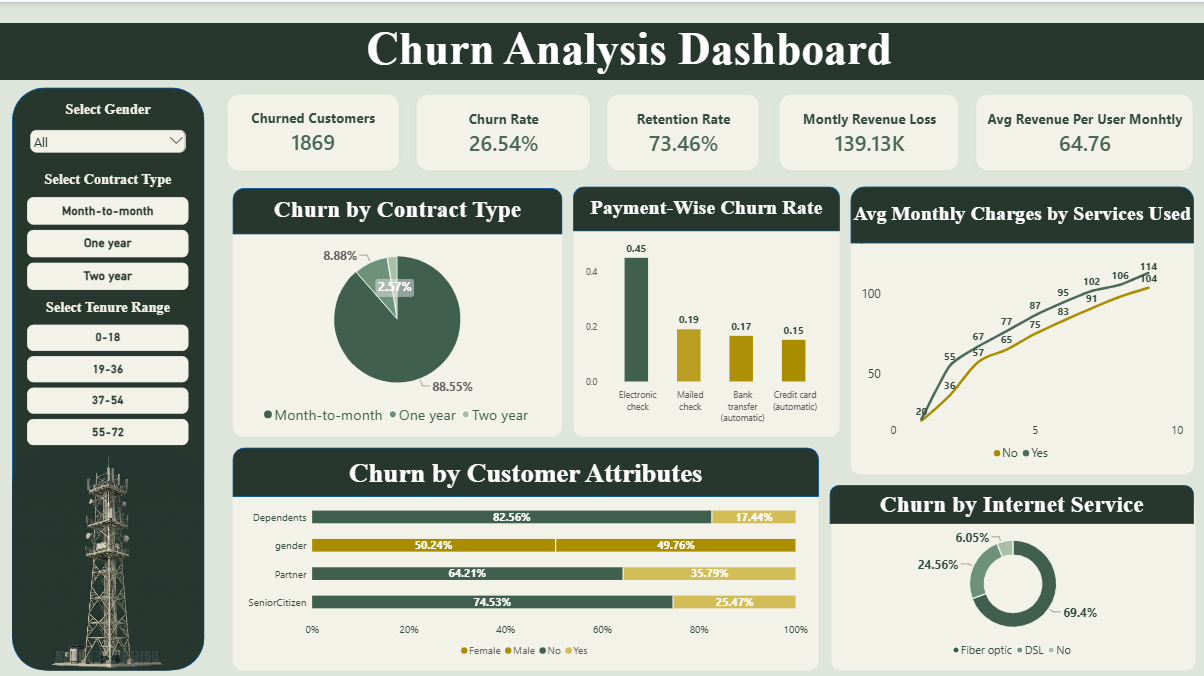 Churn Analysis Dashboard
Select Gender
All
Select Contract Type
Month-to-month
One year
Two year
Select Tenure Range
0-18
19-36
37-54
55-72
Churned Customers
1869
Churn Rate
26.54%
Retention Rate
73.46%
Montly Revenue Loss
139.13K
Avg Revenue Per User Monhtly
64.76
Churn by Contract Type
8.88%
2.57%
88.55%
Month-to-month One year Two year
Payment-Wise Churn Rate
0.4
0.2
0.0
0.45
0.19
0.17
0.15
Electronic
check
Mailed
check
Bank
transfer
(automatic)
Credit card
(automatic)
Avg Monthly Charges by Services Used
100
50
0 5 10
20
55
67
77
87
95
102
106
114
36
57
65
75
83
91
104
No Yes
Churn by Customer Attributes
Dependents 82.56% 17.44%
gender 50.24% 49.76%
Partner 64.21% 35.79%
SeniorCitizen 74.53% 25.47%
0% 20% 40% 60% 80% 100%
Female Male No Yes
Churn by Internet Service
6.05%
24.56%
69.4%
Fiber optic DSL No